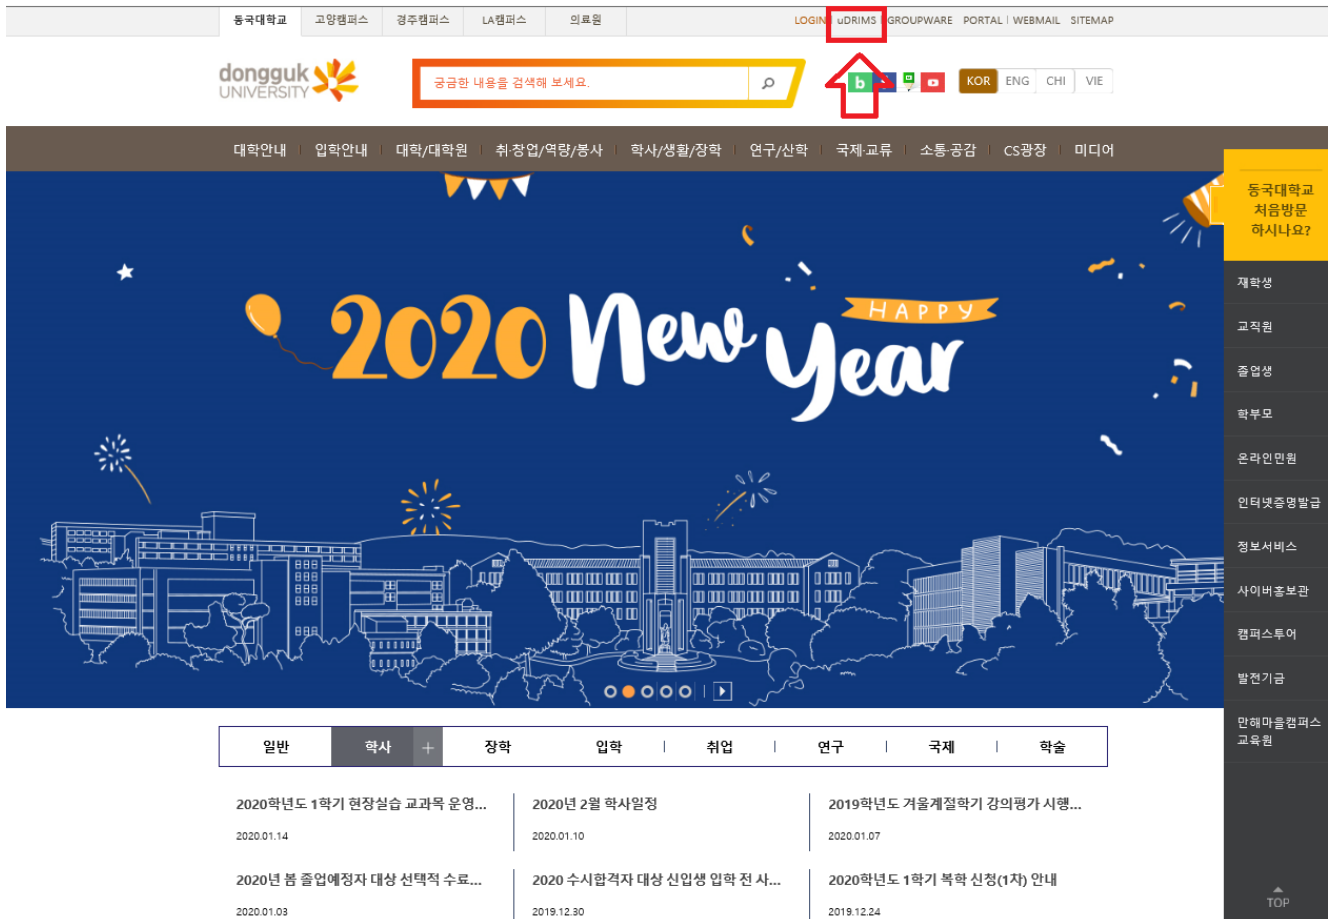 동국대학교 고양캠퍼스 경주캠퍼스 LA캠퍼스 의료원 LOGIN | uDRIMS | GROUPWARE PORTAL | WEBMAIL SITEMAP
dongguk
UNIVERSITY
궁금한 내용을 검색해 보세요.
b
KOR ENG CHI VIE
대학안내 입학안내 대학/대학원 취·창업/역량/봉사 학사/생활/장학 연구/산학 국제·교류 소통·공감 CS광장 미디어
2020 New Year
HAPPY
동국대학교
처음방문
하시나요?
재학생
교직원
졸업생
학부모
온라인민원
인터넷증명발급
정보서비스
사이버홍보관
캠퍼스투어
발전기금
만해마을캠퍼스
교육원
TOP
일반 학사 + 장학 입학 취업 연구 국제 학술
2020학년도 1학기 현장실습 교과목 운영...
2020.01.14
2020년 2월 학사일정
2020.01.10
2019학년도 겨울계절학기 강의평가 시행...
2020.01.07
2020년 봄 졸업예정자 대상 선택적 수료...
2020.01.03
2020 수시합격자 대상 신입생 입학 전 사...
2019.12.30
2020학년도 1학기 복학 신청(1차) 안내
2019.12.24